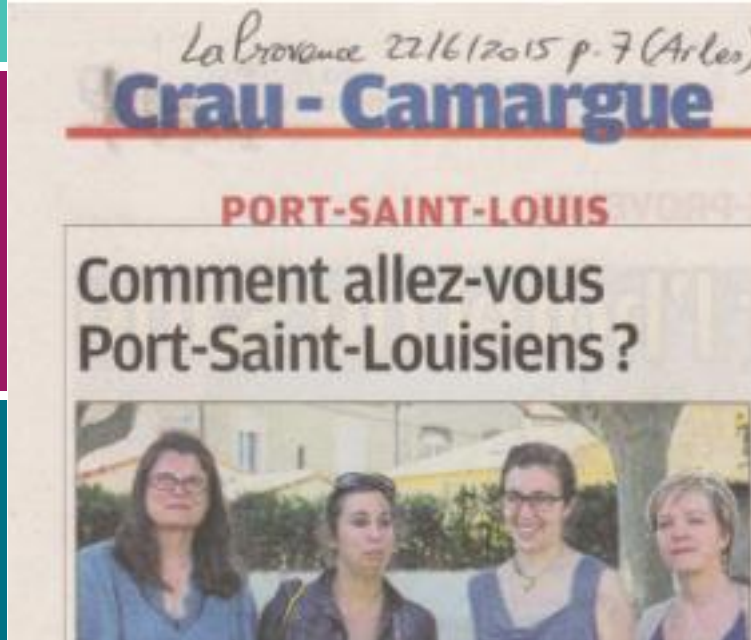 La Provence 22/6/2015 p.7 (Arles)
Crau - Camargue
PORT-SAINT-LOUIS
Comment allez-vous
Port-Saint-Louisiens ?